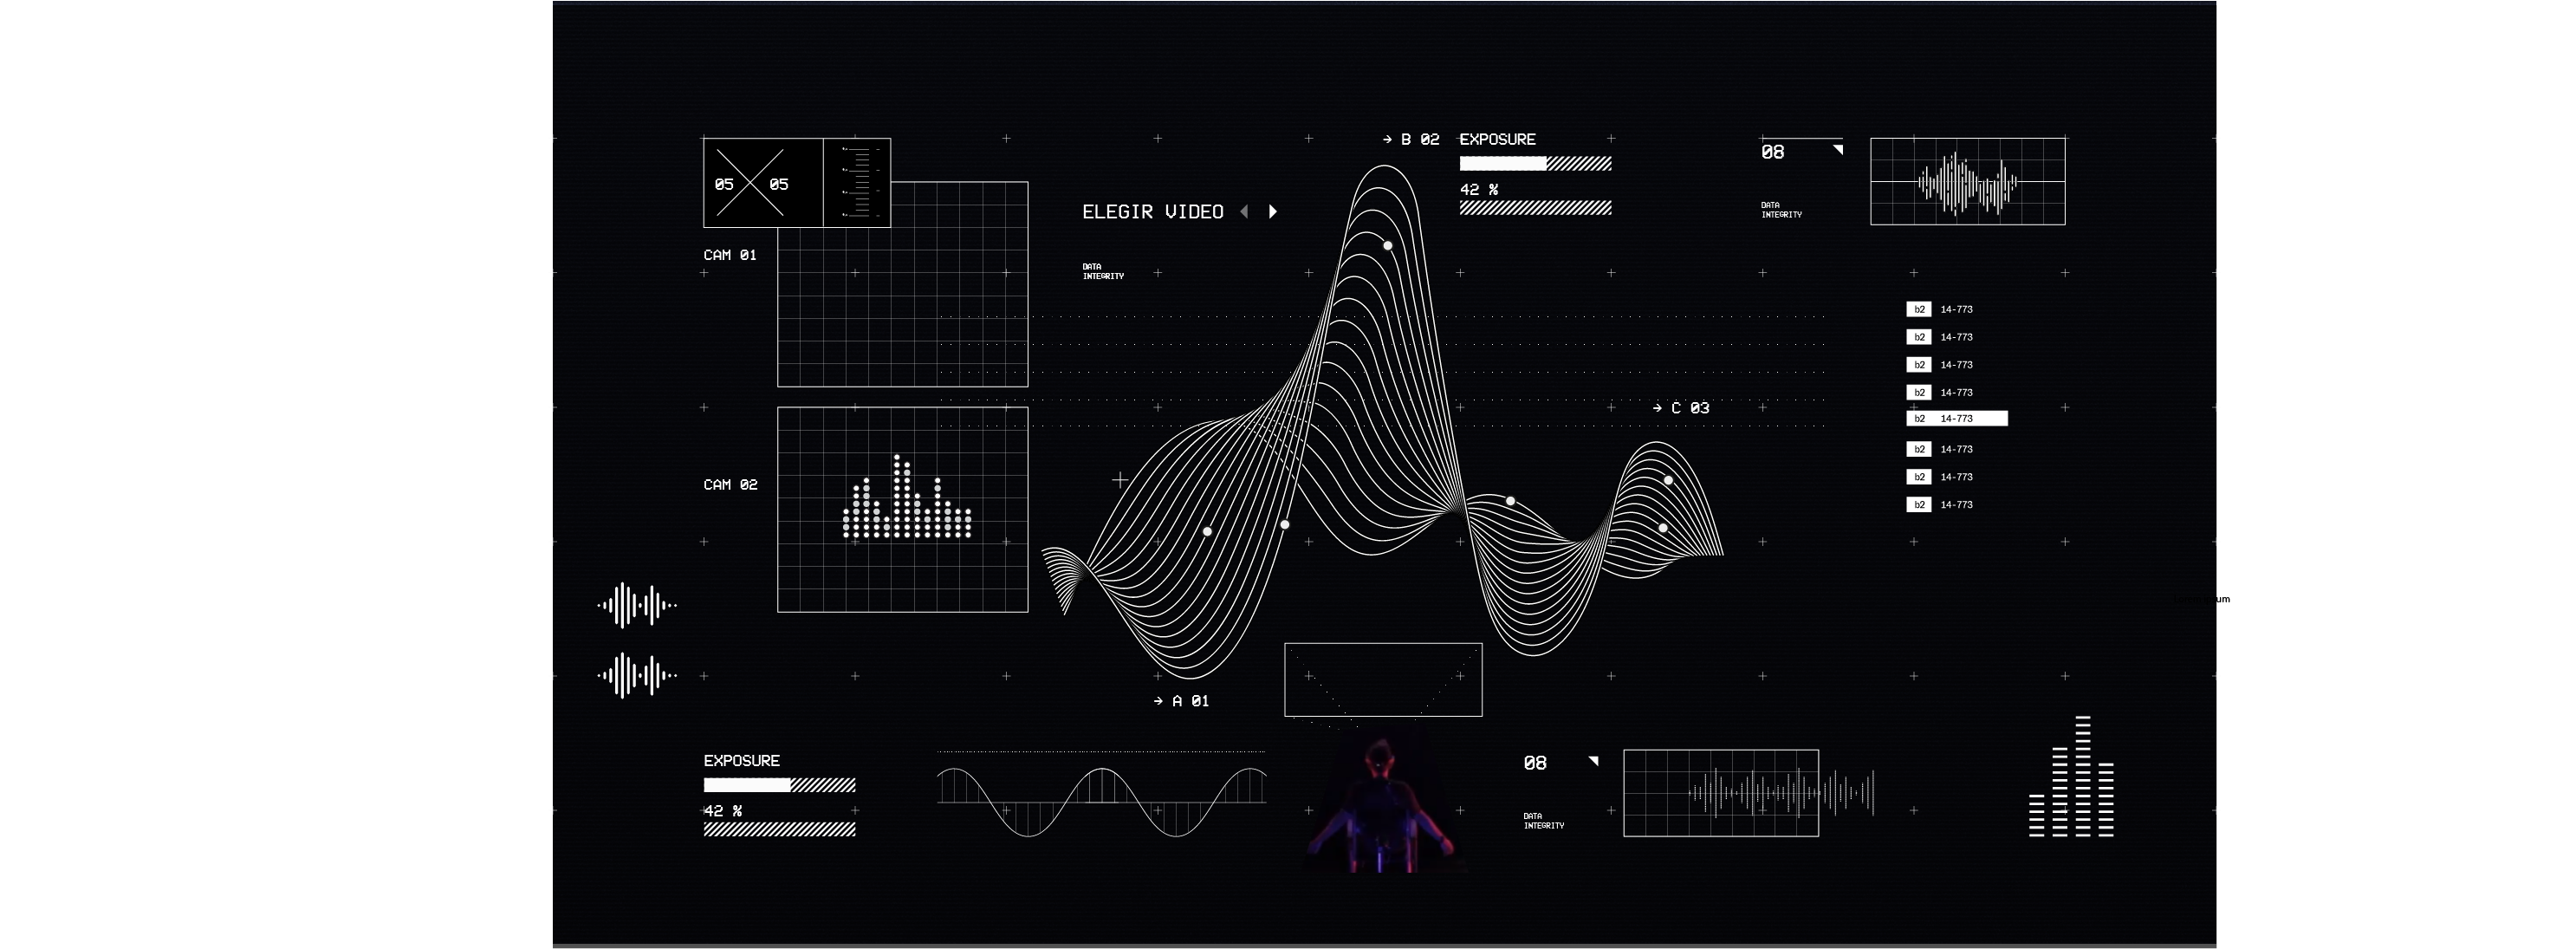 → B 02
EXPOSURE
42 %
08
DATA
INTEGRITY
05 05
CAM 01
ELEGIR VIDEO
DATA
INTEGRITY
b2 14-773
b2 14-773
b2 14-773
b2 14-773
b2 14-773
b2 14-773
b2 14-773
b2 14-773
→ C 03
CAM 02
→ A 01
EXPOSURE
42 %
08
DATA
INTEGRITY